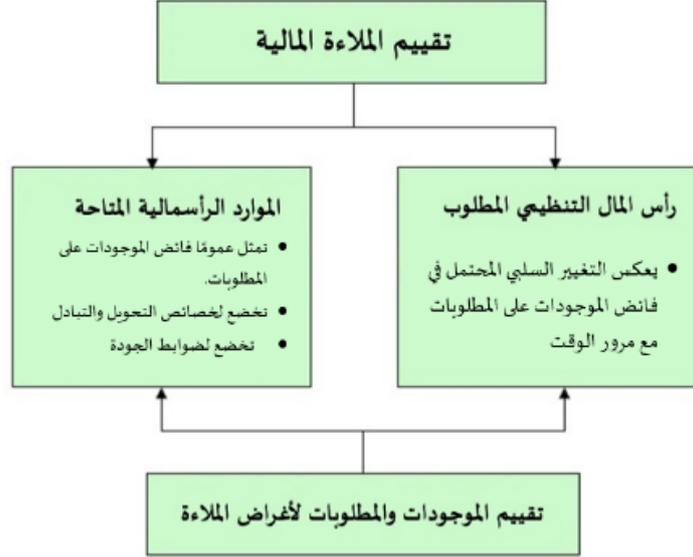 تقييم الملاءة المالية
رأس المال التنظيمي المطلوب
• يعكس التغيير السلبي المحتمل في
فائض الموجودات على المطلوبات
مع مرور الوقت
الموارد الرأسمالية المتاحة
• تمثل عمومًا فائض الموجودات على
المطلوبات.
• تخضع لخصائص التحويل والتبادل
• تخضع لضوابط الجودة
تقييم الموجودات والمطلوبات لأغراض الملاءة